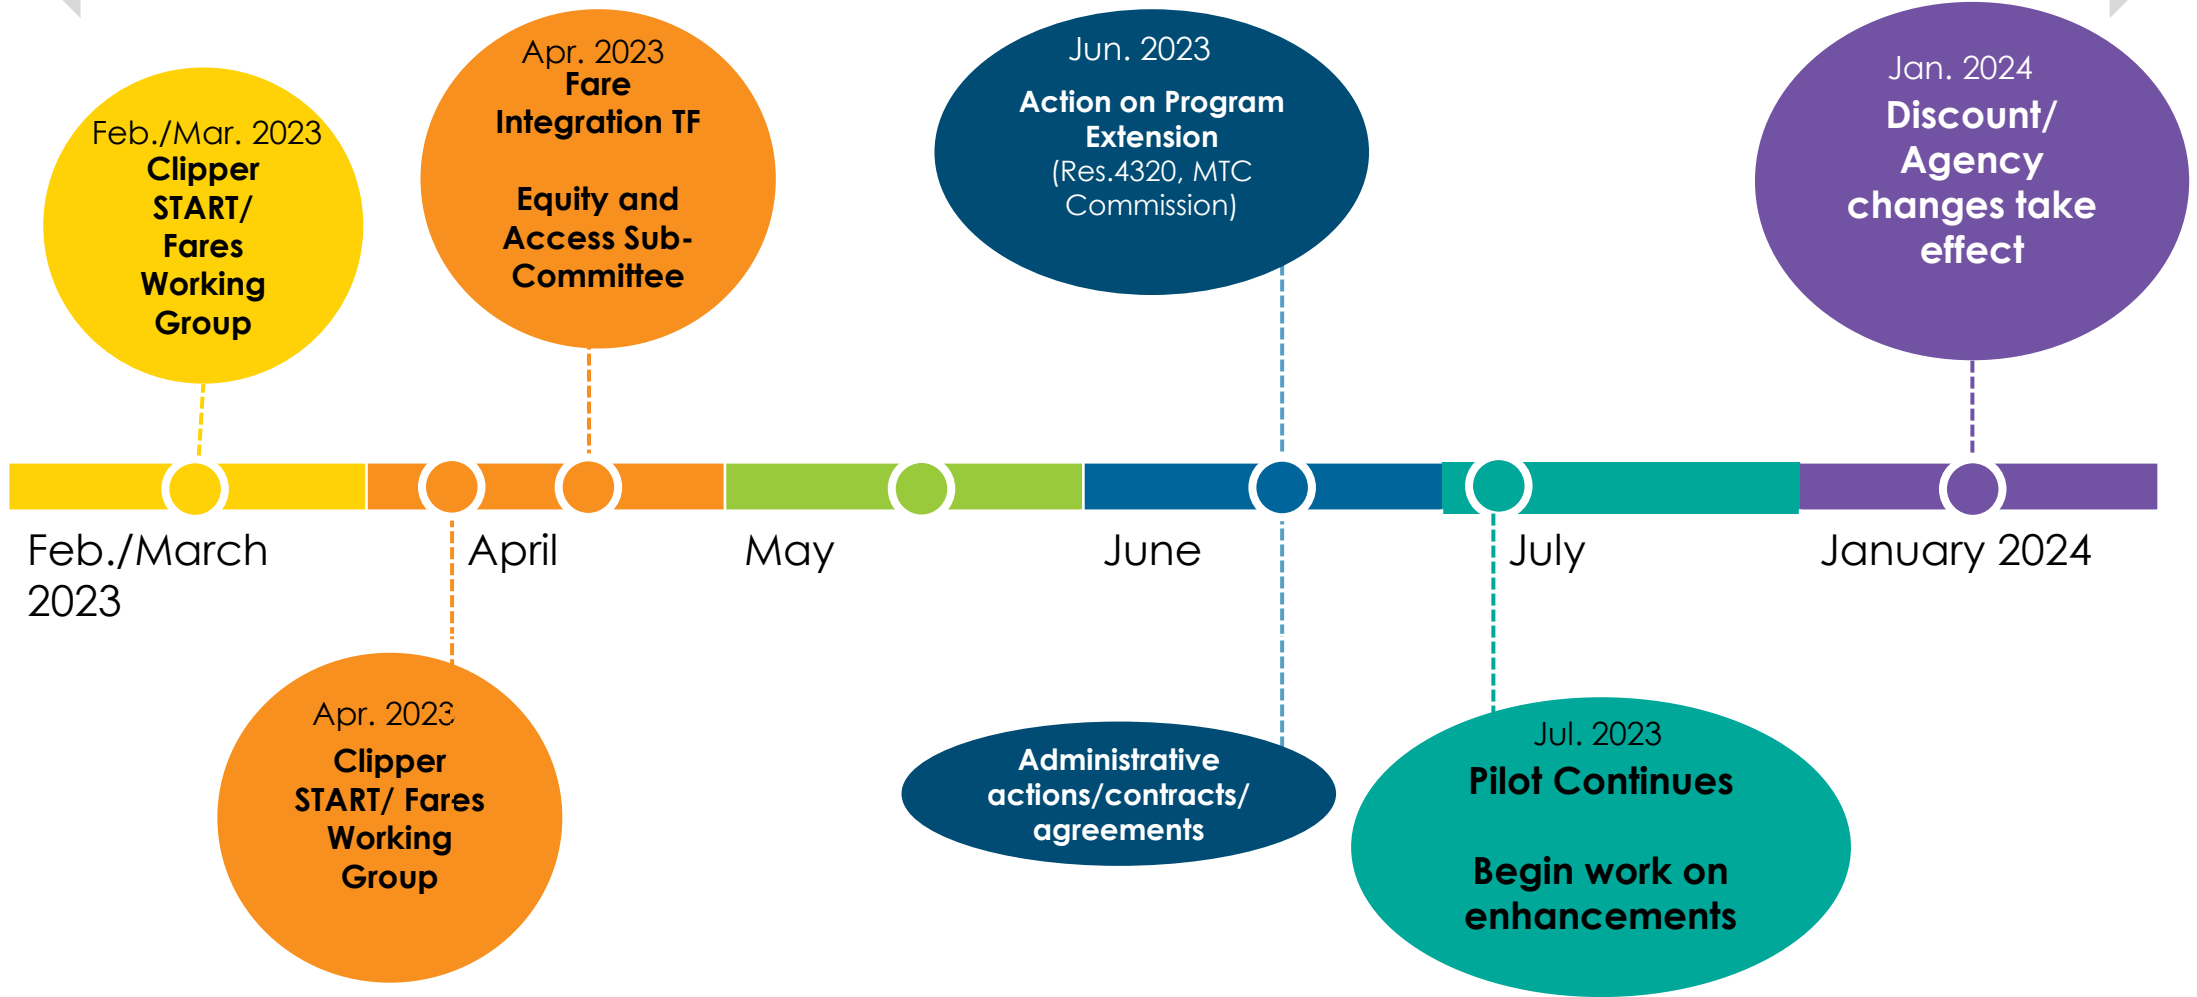 Feb./Mar. 2023
Clipper
START/
Fares
Working
Group
Apr. 2023
Fare
Integration TF
Equity and
Access Sub-
Committee
Jun. 2023
Action on Program
Extension
(Res.4320, MTC
Commission)
Jan. 2024
Discount/
Agency
changes take
effect
Feb./March
2023
April
May
June
July
January 2024
Apr. 2023
Clipper
START/ Fares
Working
Group
Administrative
actions/contracts/
agreements
Jul. 2023
Pilot Continues
Begin work on
enhancements